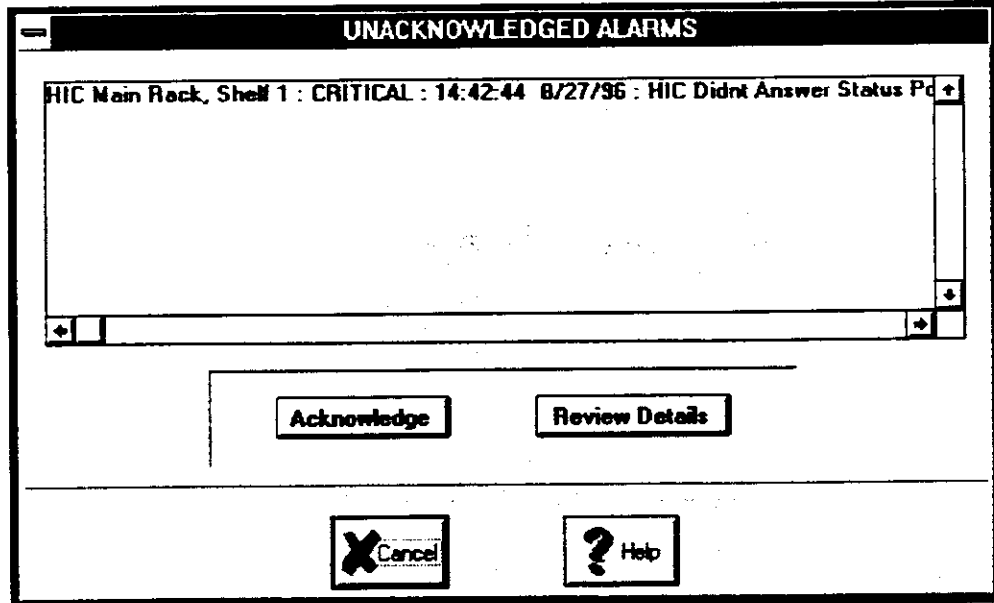 UNACKNOWLEDGED ALARMS
HIC Main Rack, Shelf 1 : CRITICAL : 14:42:44 8/27/96 : HIC Didnt Answer Status Po
Acknowledge
Review Details
Cancel
Help